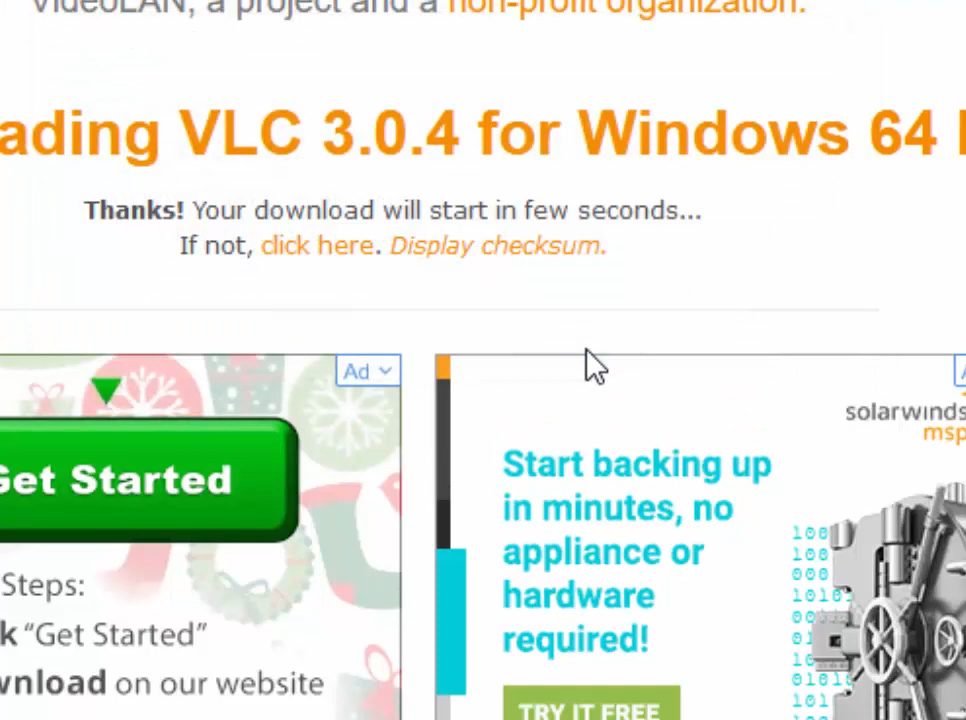 VideoLAN, a project and a non-profit organization.
ading VLC 3.0.4 for Windows 64
Thanks! Your download will start in few seconds...
If not, click here. Display checksum.
Ad
Get Started
Steps:
k “Get Started”
wnload on our website
solarwinds
msp
Start backing up
in minutes, no
appliance or
hardware
required!
TRY IT FREE